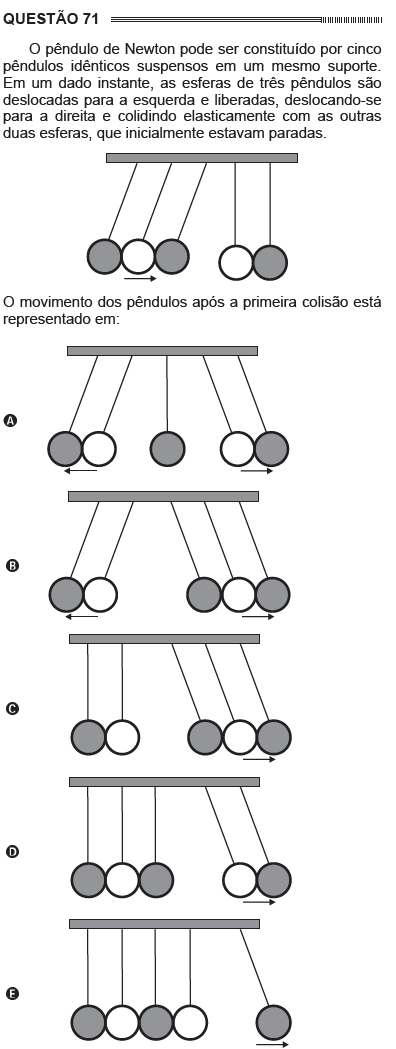 QUESTÃO 71
O pêndulo de Newton pode ser constituído por cinco
pêndulos idênticos suspensos em um mesmo suporte.
Em um dado instante, as esferas de três pêndulos são
deslocadas para a esquerda e liberadas, deslocando-se
para a direita e colidindo elasticamente com as outras
duas esferas, que inicialmente estavam paradas.
O movimento dos pêndulos após a primeira colisão está
representado em:
A
B
C
D
E